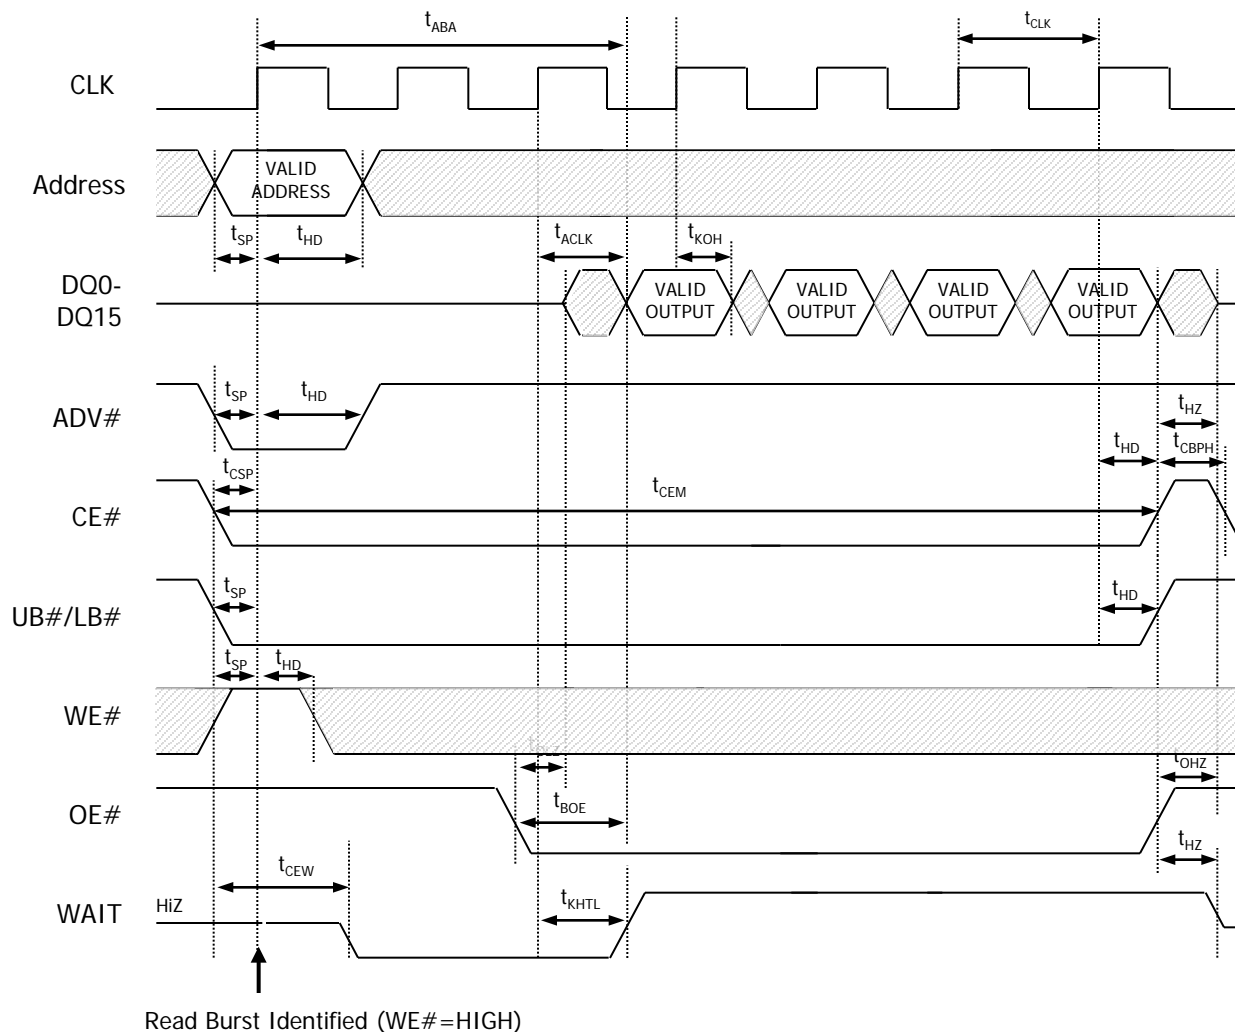 tABA
tCLK
CLK
VALID
ADDRESS
Address
tSP
tHD
tACLK
tKOH
DQ0-
DQ15
VALID
OUTPUT
VALID
OUTPUT
VALID
OUTPUT
VALID
OUTPUT
tSP
tHD
ADV#
tHZ
tHD
tCBPH
tCSP
tCEM
CE#
tSP
tHD
UB#/LB#
tSP
tHD
WE#
tOHZ
OE#
tBOE
tHZ
tCEW
HiZ
WAIT
tKHTL
Read Burst Identified (WE#=HIGH)